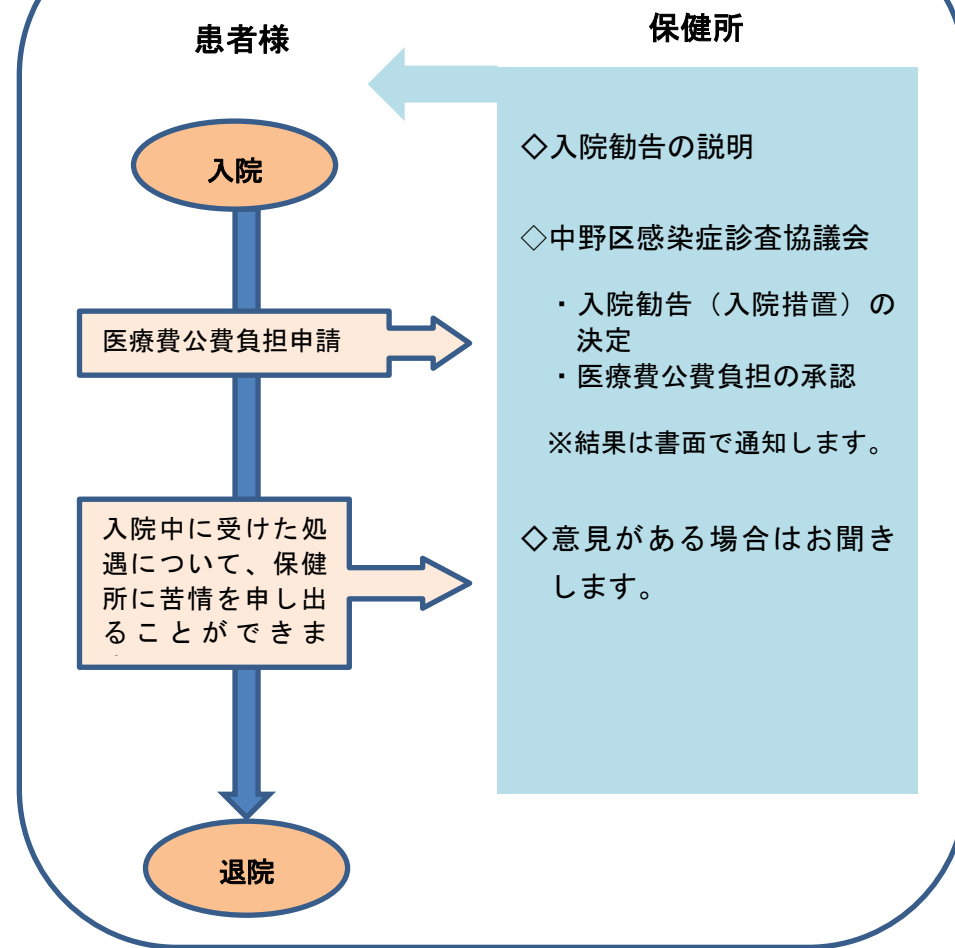 患者様
保健所
入院
医療費公費負担申請
入院中に受けた処
遇について、保健
所に苦情を申し出
ることができま
退院
◇入院勧告の説明
◇中野区感染症診査協議会
・入院勧告（入院措置）の
決定
・医療費公費負担の承認
※結果は書面で通知します。
◇意見がある場合はお聞き
します。